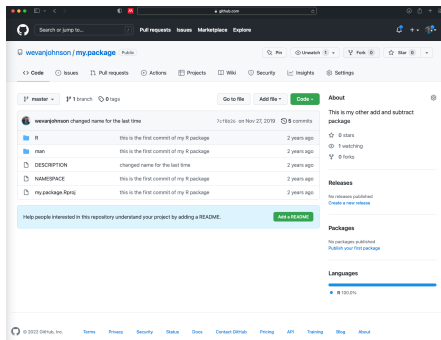 github.com
Search or jump to...
/
Pull requests Issues Marketplace Explore
wevanjohnson / my.package Public
Pin
Unwatch 1
Fork 0
Star 0
Code
Issues
Pull requests
Actions
Projects
Wiki
Security
Insights
Settings
master
1 branch
0 tags
Go to file
Add file
Code
wevanjohnson changed name for the last time
on Nov 27, 2019
5 commits
R this is the first commit of my R package 2 years ago
man this is the first commit of my R package 2 years ago
DESCRIPTION changed name for the last time 2 years ago
NAMESPACE this is the first commit of my R package 2 years ago
my.package.Rproj this is the first commit of my R package 2 years ago
Help people interested in this repository understand your project by adding a README.
Add a README
About
This is my other add and subtract
package
0 stars
1 watching
0 forks
Releases
No releases published
Create a new release
Packages
No packages published
Publish your first package
Languages
R 100.0%
© 2022 GitHub, Inc. Terms Privacy Security Status Docs Contact GitHub Pricing API Training Blog About